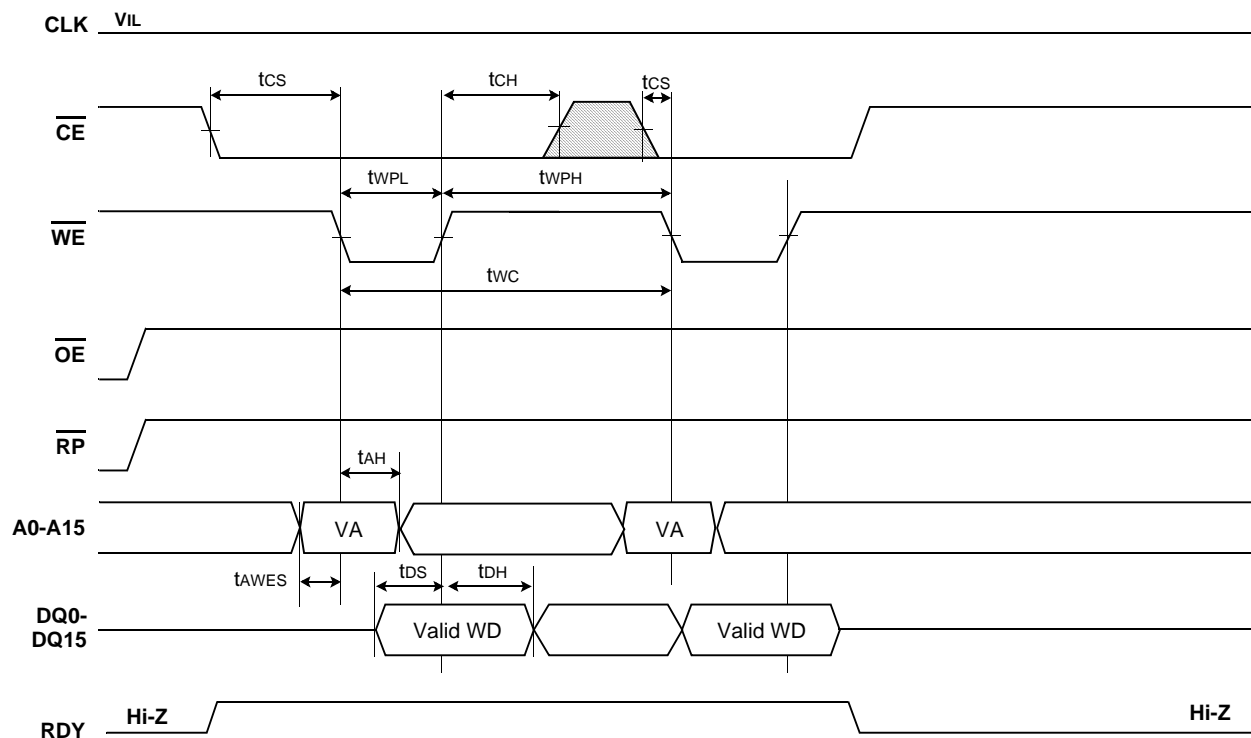 CLK VIL
tCS tCH tCS
CE
tWPL tWPH
WE
tWC
OE
RP
tAH
A0-A15 VA VA
tAWES tDS tDH
DQ0-
DQ15 Valid WD Valid WD
Hi-Z Hi-Z
RDY